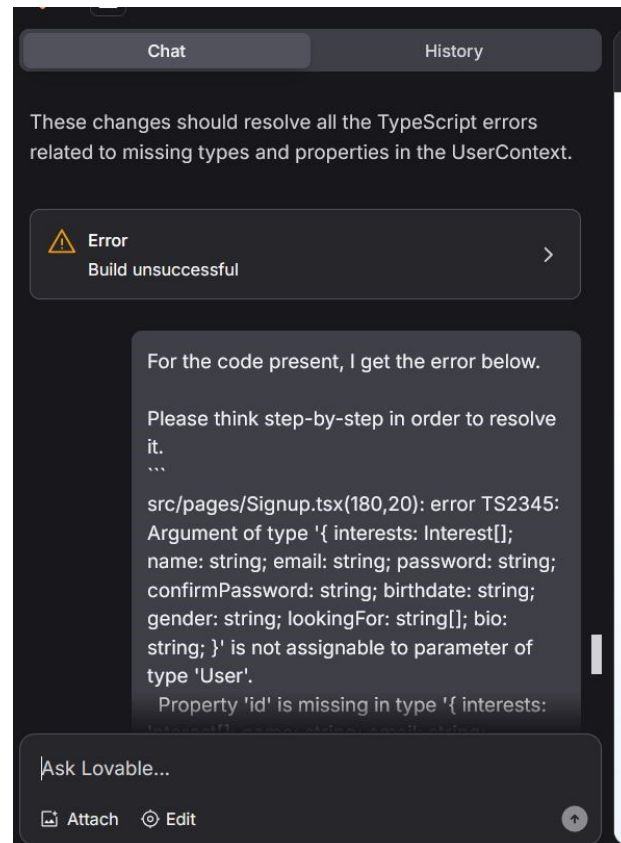 Chat
History
These changes should resolve all the TypeScript errors
related to missing types and properties in the UserContext.
Error
Build unsuccessful
For the code present, I get the error below.
Please think step-by-step in order to resolve
it.
```
src/pages/Signup.tsx(180,20): error TS2345:
Argument of type '{ interests: Interest[];
name: string; email: string; password: string;
confirmPassword: string; birthdate: string;
gender: string; lookingFor: string[]; bio:
string; }' is not assignable to parameter of
type 'User'.
Property 'id' is missing in type '{ interests:
Ask Lovable...
Attach
Edit